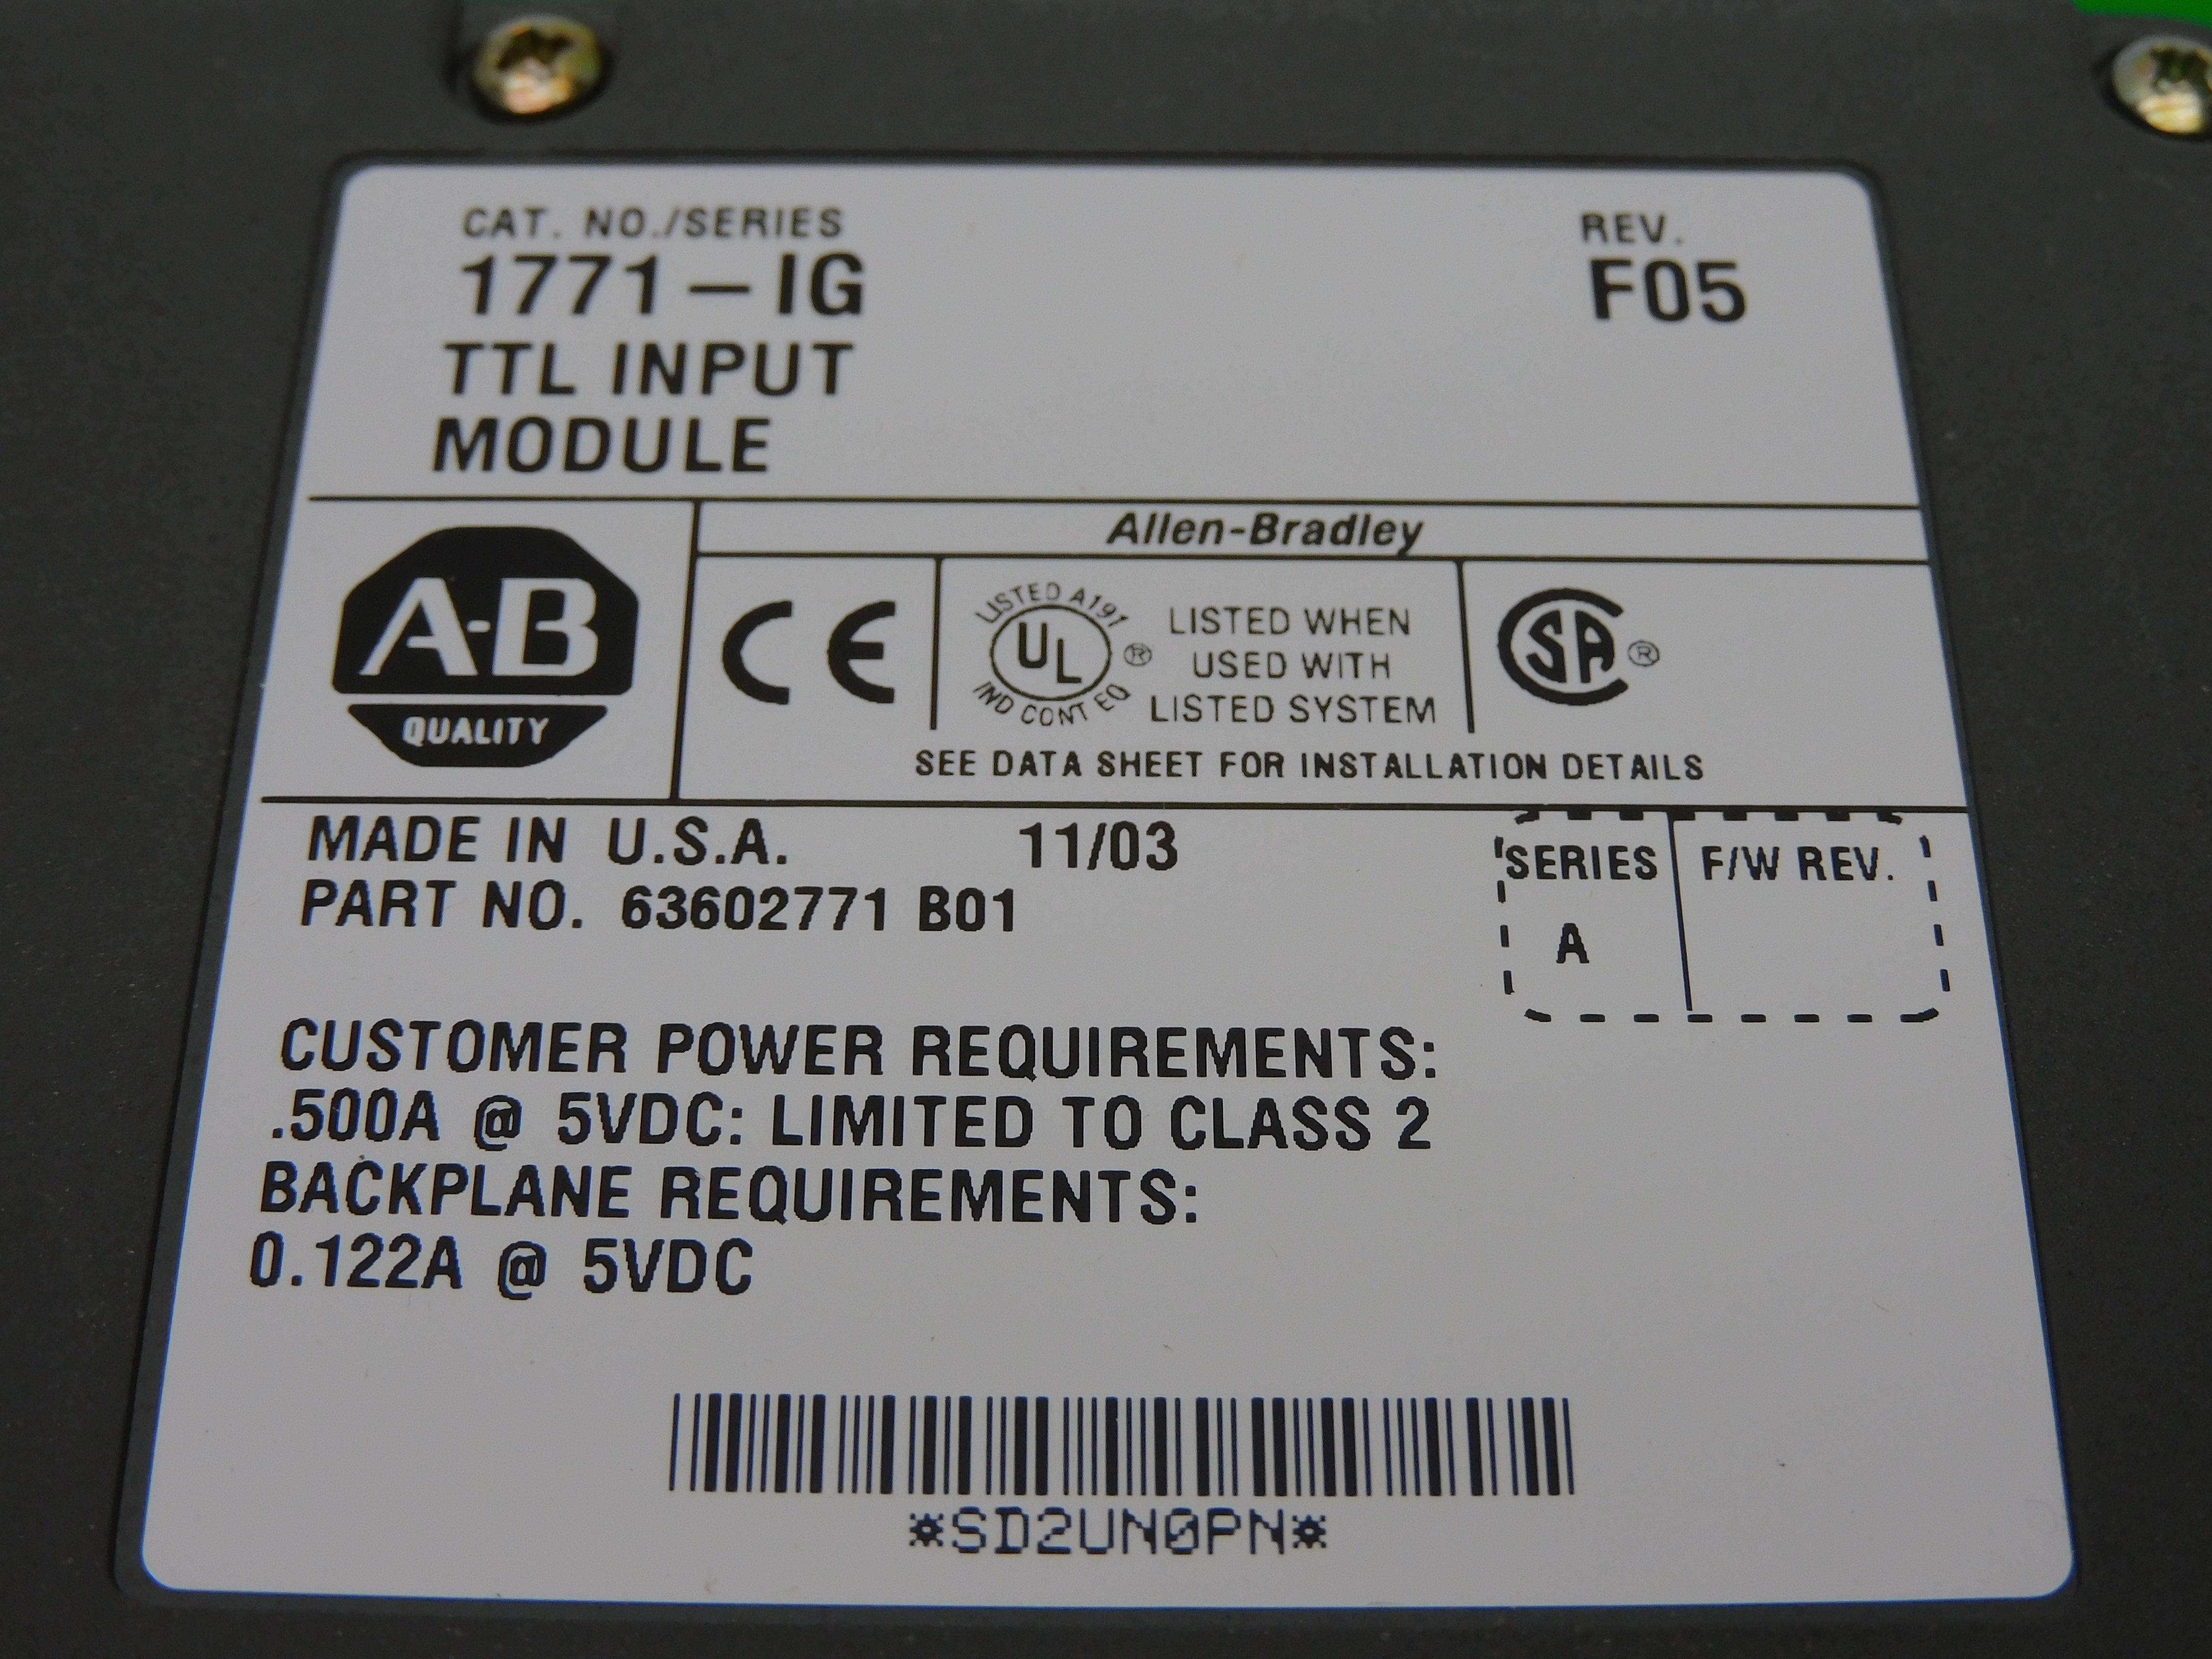 CAT. NO./SERIES
REV.
1771-IG
F05
TTL INPUT
MODULE
Allen-Bradley
A-B
QUALITY
CE
LISTED A191
UL
®
IND CONT EQ
LISTED WHEN
USED WITH
LISTED SYSTEM
SA
®
SEE DATA SHEET FOR INSTALLATION DETAILS
MADE IN U.S.A. 11/03
PART NO. 63602771 B01
SERIES F/W REV.
A
CUSTOMER POWER REQUIREMENTS:
.500A @ 5VDC: LIMITED TO CLASS 2
BACKPLANE REQUIREMENTS:
0.122A @ 5VDC
*SD2UN0PN*